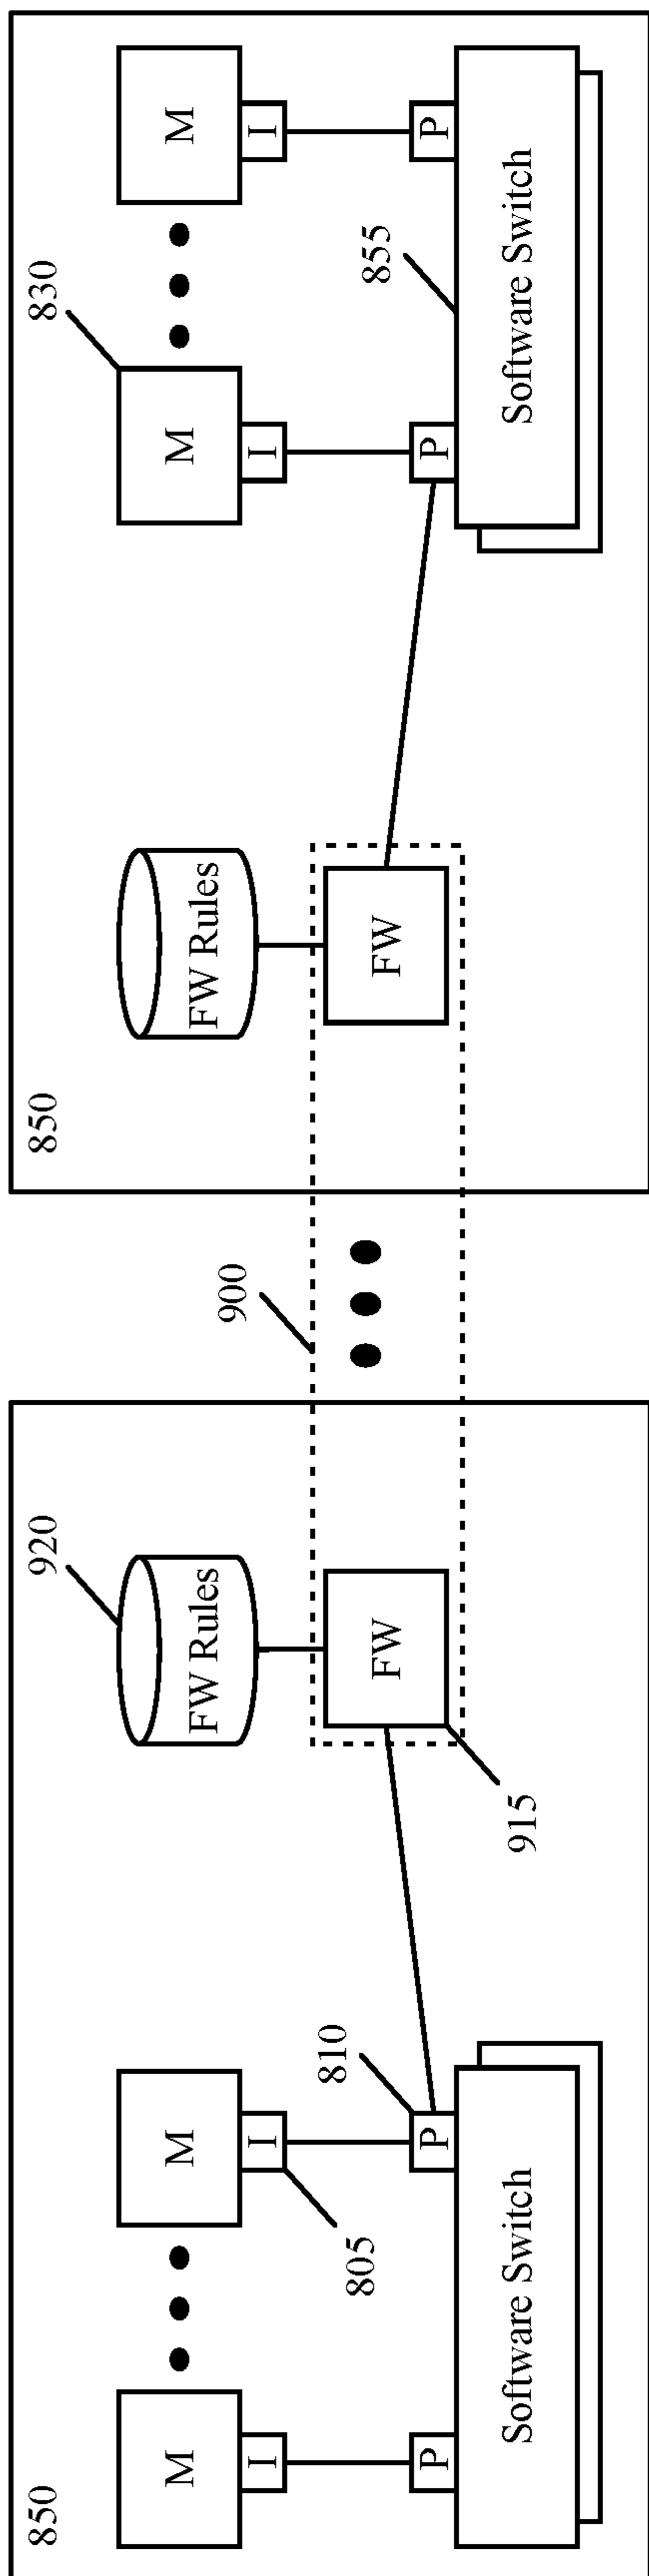 850
920
850
830
M
M
M
M
FW Rules
FW Rules
900
I
I
I
I
810
805
855
FW
FW
P
P
P
P
Software Switch
915
Software Switch